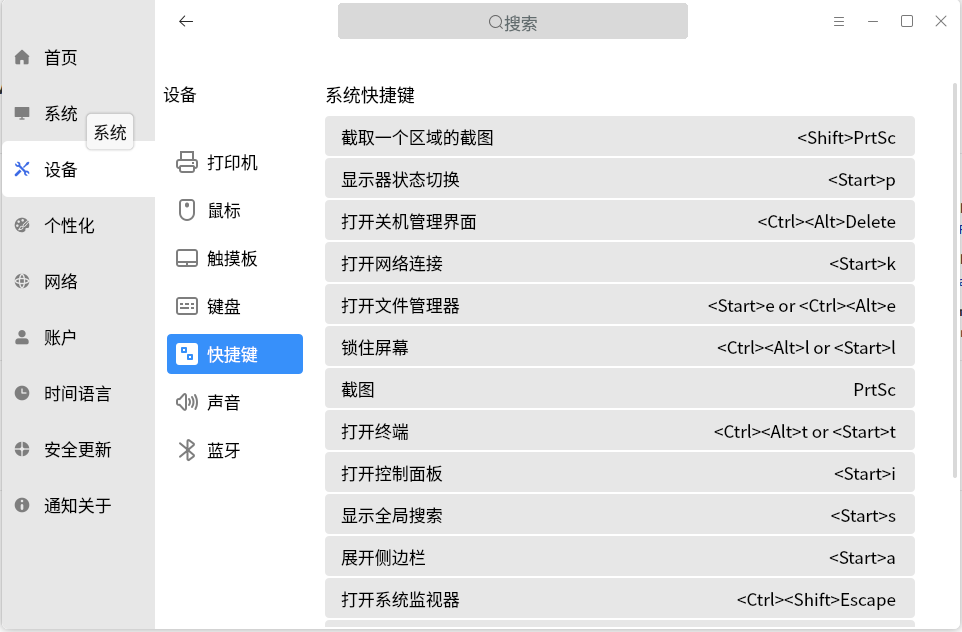 搜索
首页
系统
系统
设备
个性化
网络
账户
时间语言
安全更新
通知关于
设备
打印机
鼠标
触摸板
键盘
快捷键
声音
蓝牙
系统快捷键
截取一个区域的截图 <Shift>PrtSc
显示器状态切换 <Start>p
打开关机管理界面 <Ctrl><Alt>Delete
打开网络连接 <Start>k
打开文件管理器 <Start>e or <Ctrl><Alt>e
锁住屏幕 <Ctrl><Alt>l or <Start>l
截图 PrtSc
打开终端 <Ctrl><Alt>t or <Start>t
打开控制面板 <Start>i
显示全局搜索 <Start>s
展开侧边栏 <Start>a
打开系统监视器 <Ctrl><Shift>Escape